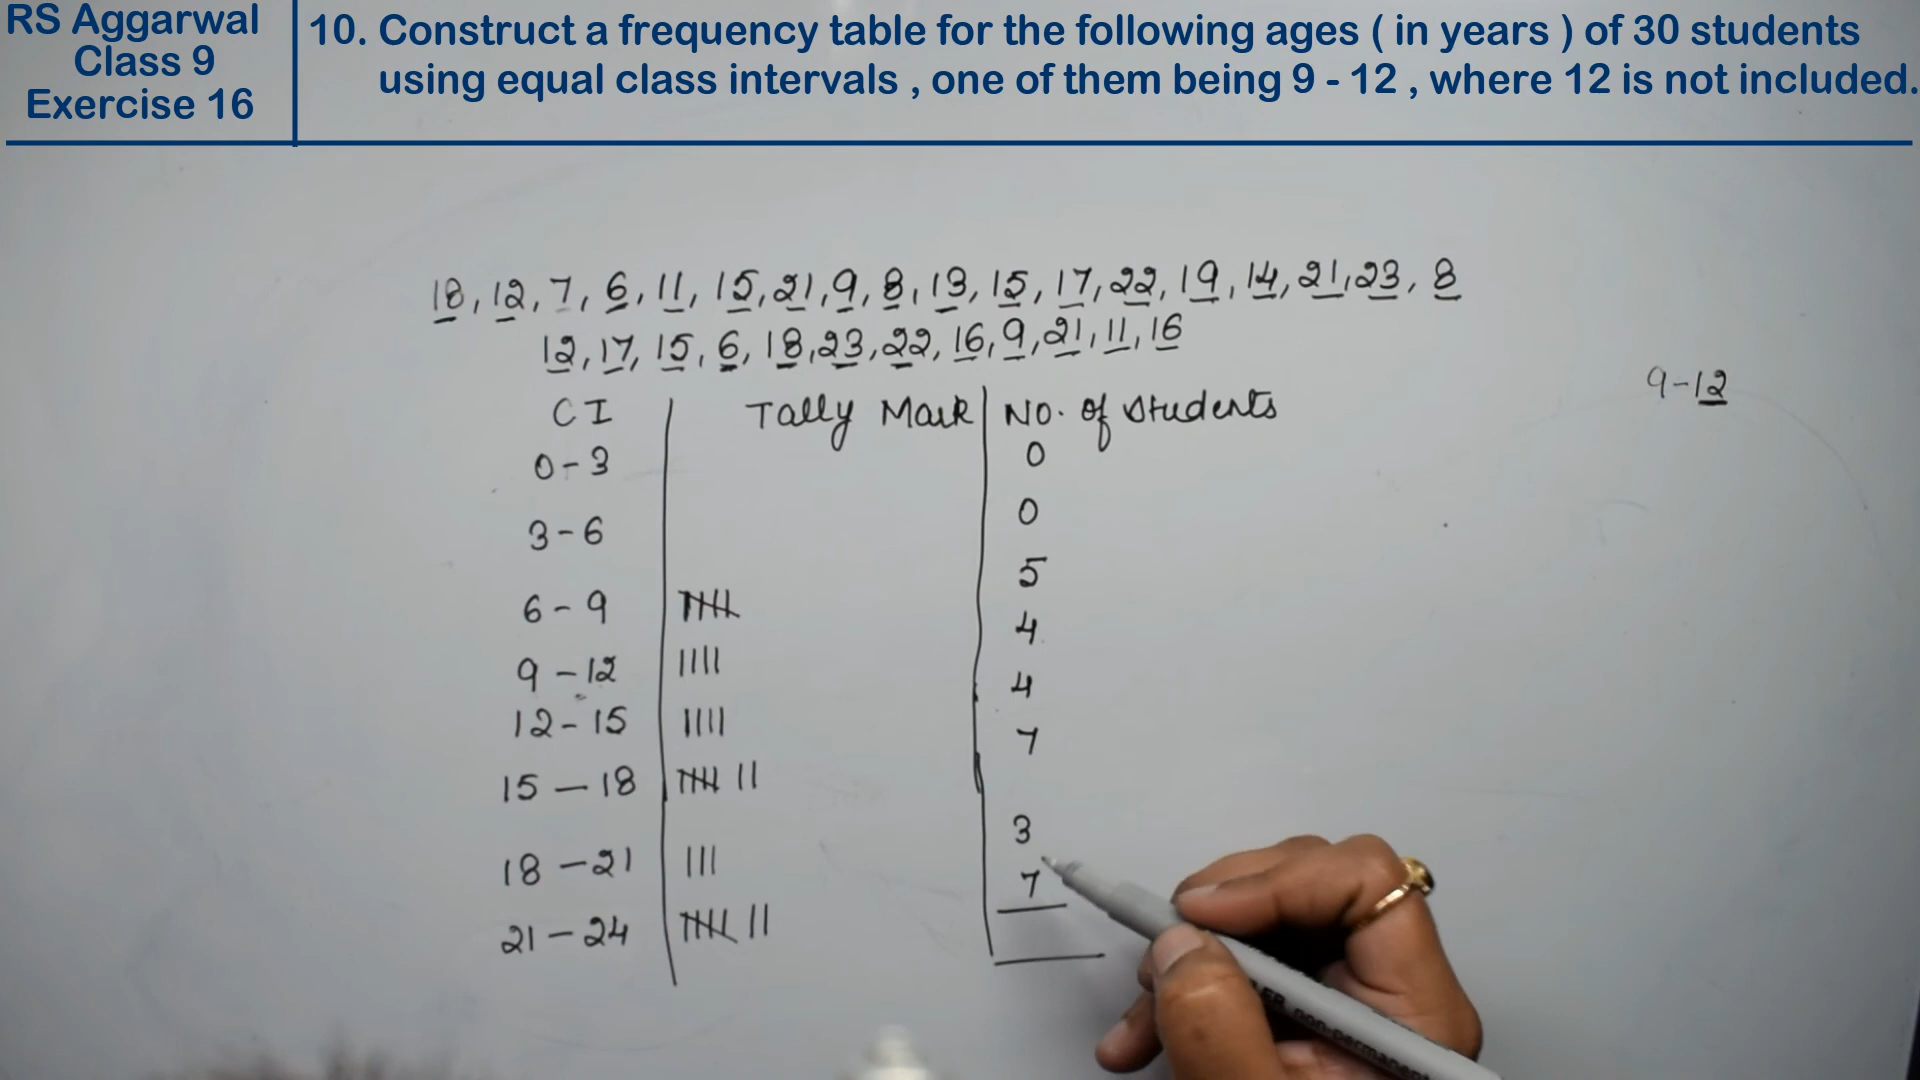 RS Aggarwal
Class 9
Exercise 16
10. Construct a frequency table for the following ages ( in years ) of 30 students
using equal class intervals , one of them being 9 - 12 , where 12 is not included.
18, 12, 7, 6, 11, 15, 21, 9, 8, 13, 15, 17, 22, 19, 14, 21, 23, 8
12, 17, 15, 6, 18, 23, 22, 16, 9, 21, 11, 16
9-12
CI Tally Mark No. of students
0-3 0
3-6 0
6-9 5
9-12 |||| 4
12-15 |||| 4
15-18 || 7
18-21 ||| 3
21-24 || 7
non-permanent